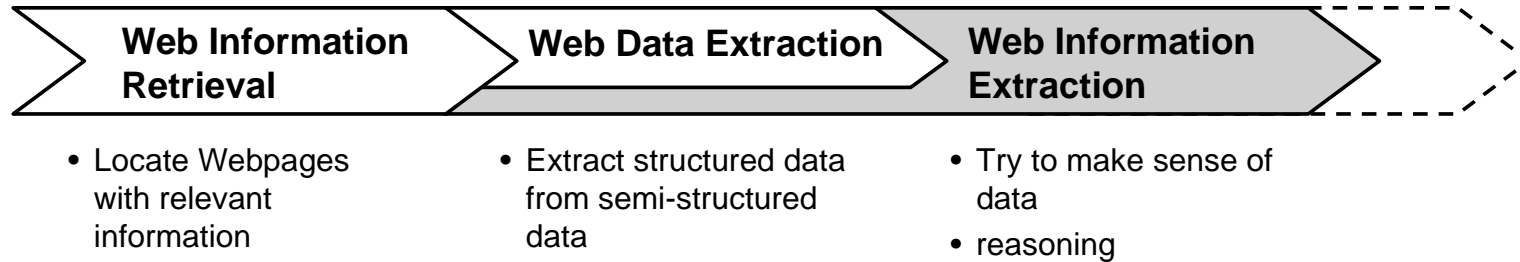 Web Information
Retrieval
Web Data Extraction
Web Information
Extraction
• Locate Webpages
with relevant
information
• Extract structured data
from semi-structured
data
• Try to make sense of
data
• reasoning